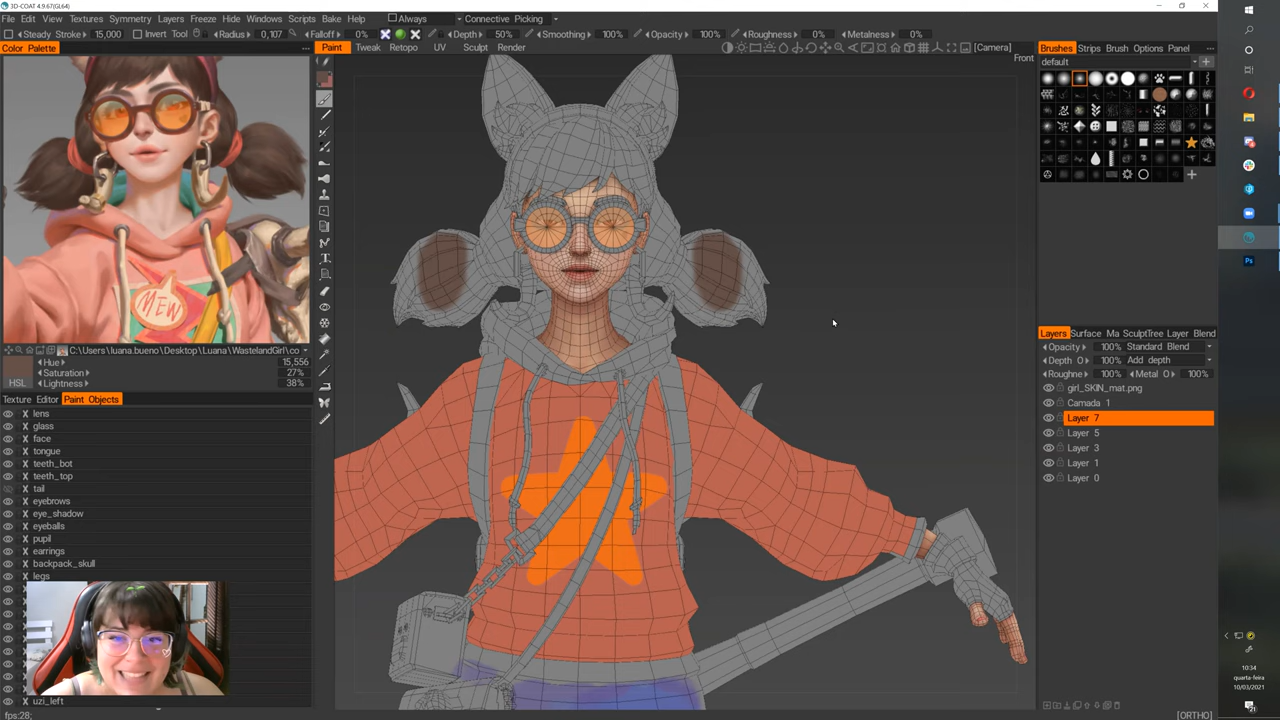 3D-COAT 4.9.67(GL64)
File Edit View Textures Symmetry Layers Freeze Hide Windows Scripts Bake Help Always Connective Picking
Steady Stroke 15,000 Invert Tool Radius 0,107 Falloff 0% Depth 50% Smoothing 100% Opacity 100% Roughness 0% Metalness 0%
Color Palette
Paint Tweak Retopo UV Sculpt Render
[Camera]
Front
Brushes Strips Brush Options Panel
default
MEW
C:\Users\luana.bueno\Desktop\Luana\WastelandGirl\co
Hue 15,556
Saturation 27%
Lightness 38%
HSL
Texture Editor Paint Objects
X lens
X glass
X face
X tongue
X teeth_bot
X teeth_top
X tail
X eyebrows
X eye_shadow
X eyeballs
X pupil
X earrings
X backpack_skull
X legs
uzi_left
fps:28;
Layers Surface Ma SculptTree Layer Blend
Opacity 100% Standard Blend
Depth O 100% Add depth
Roughne 100% Metal O 100%
girl_SKIN_mat.png
Camada 1
Layer 7
Layer 5
Layer 3
Layer 1
Layer 0
[ORTHO]
Ps
10:34
quarta-feira
10/03/2021